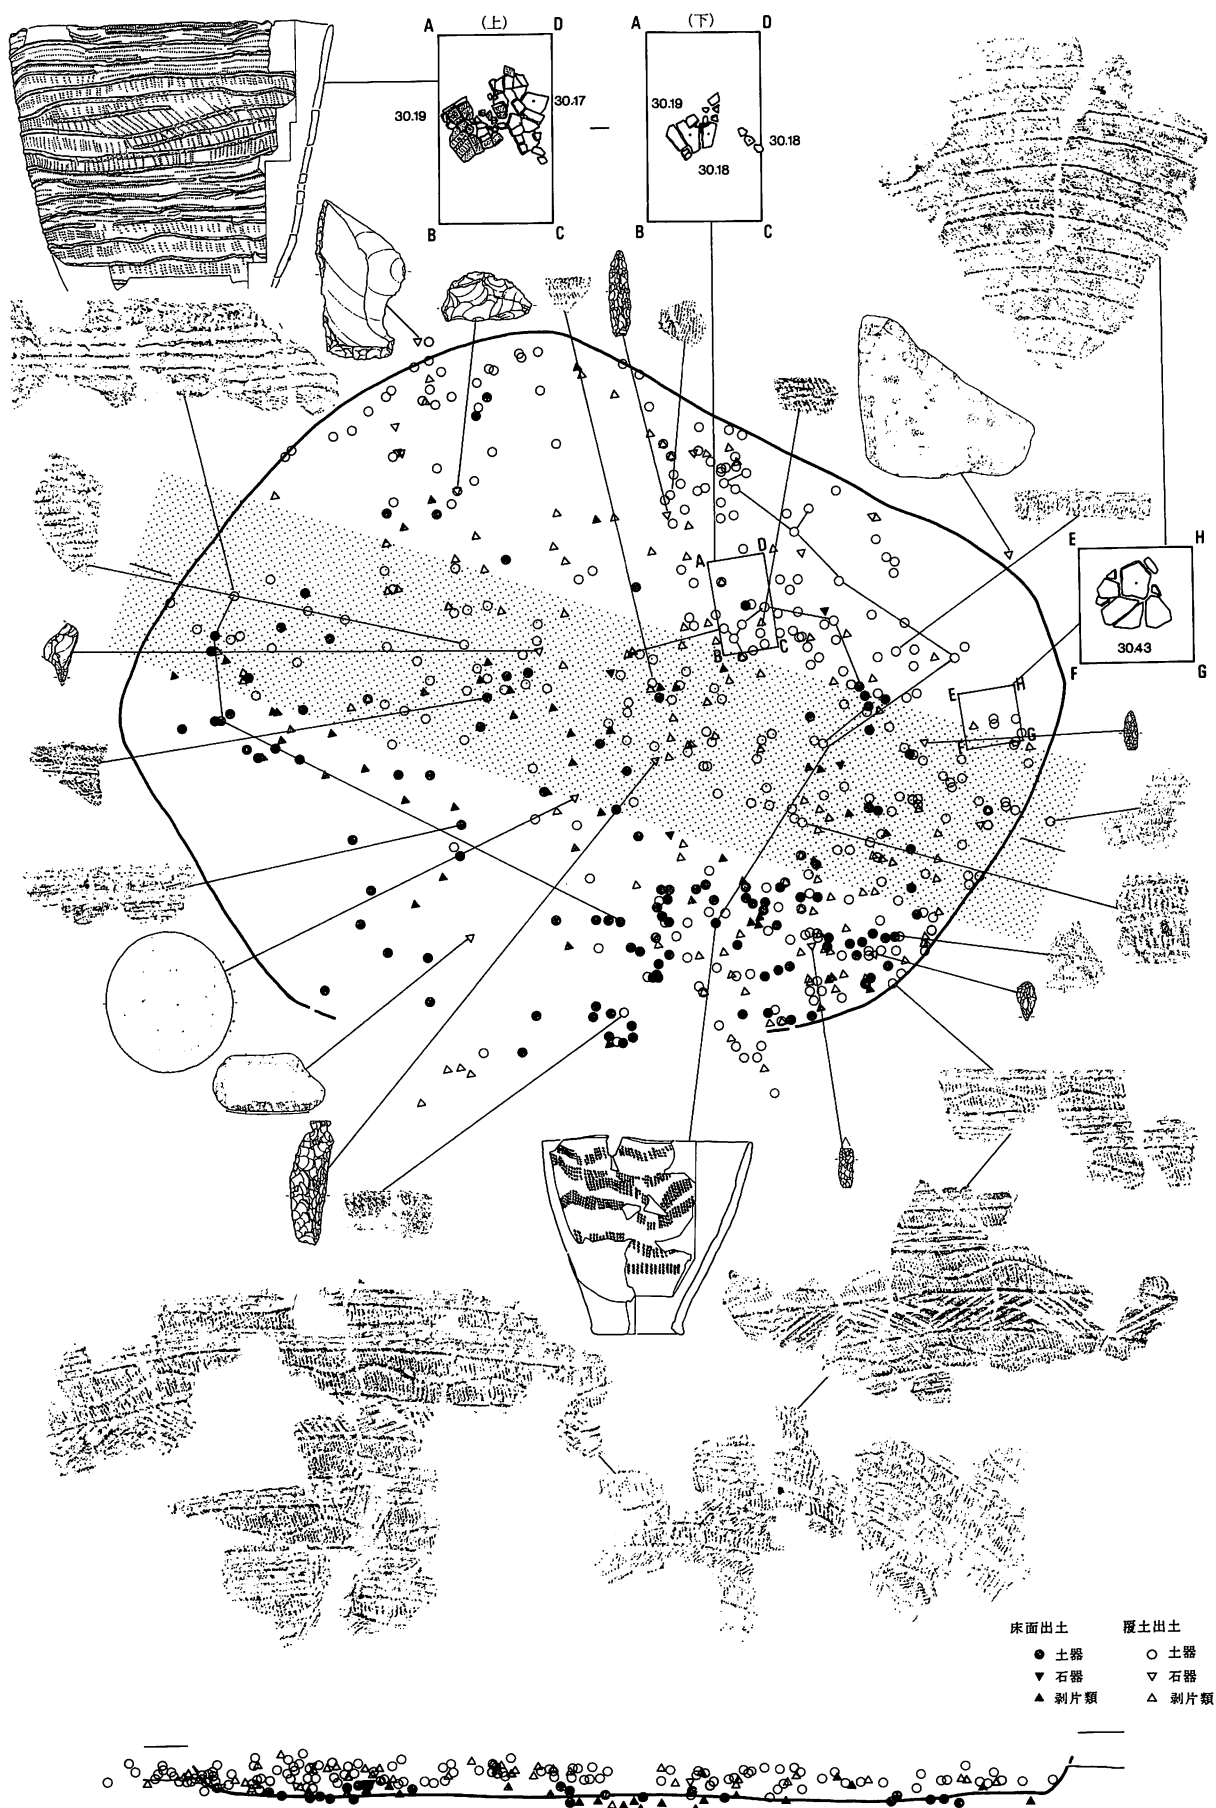 A (上) D
30.19
30.17
B C
A (下) D
30.19
30.18
30.18
B C
E H
30.43
F G
A D
B C
E H
F G
床面出土 覆土出土
● 土器 ○ 土器
▼ 石器 ▽ 石器
▲ 剥片類 △ 剥片類